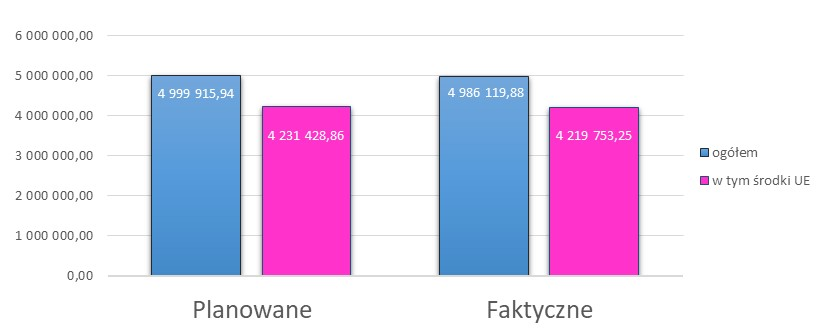 6 000 000,00
5 000 000,00
4 000 000,00
3 000 000,00
2 000 000,00
1 000 000,00
0,00
4 999 915,94
4 231 428,86
4 986 119,88
4 219 753,25
Planowane
Faktyczne
ogółem
w tym środki UE